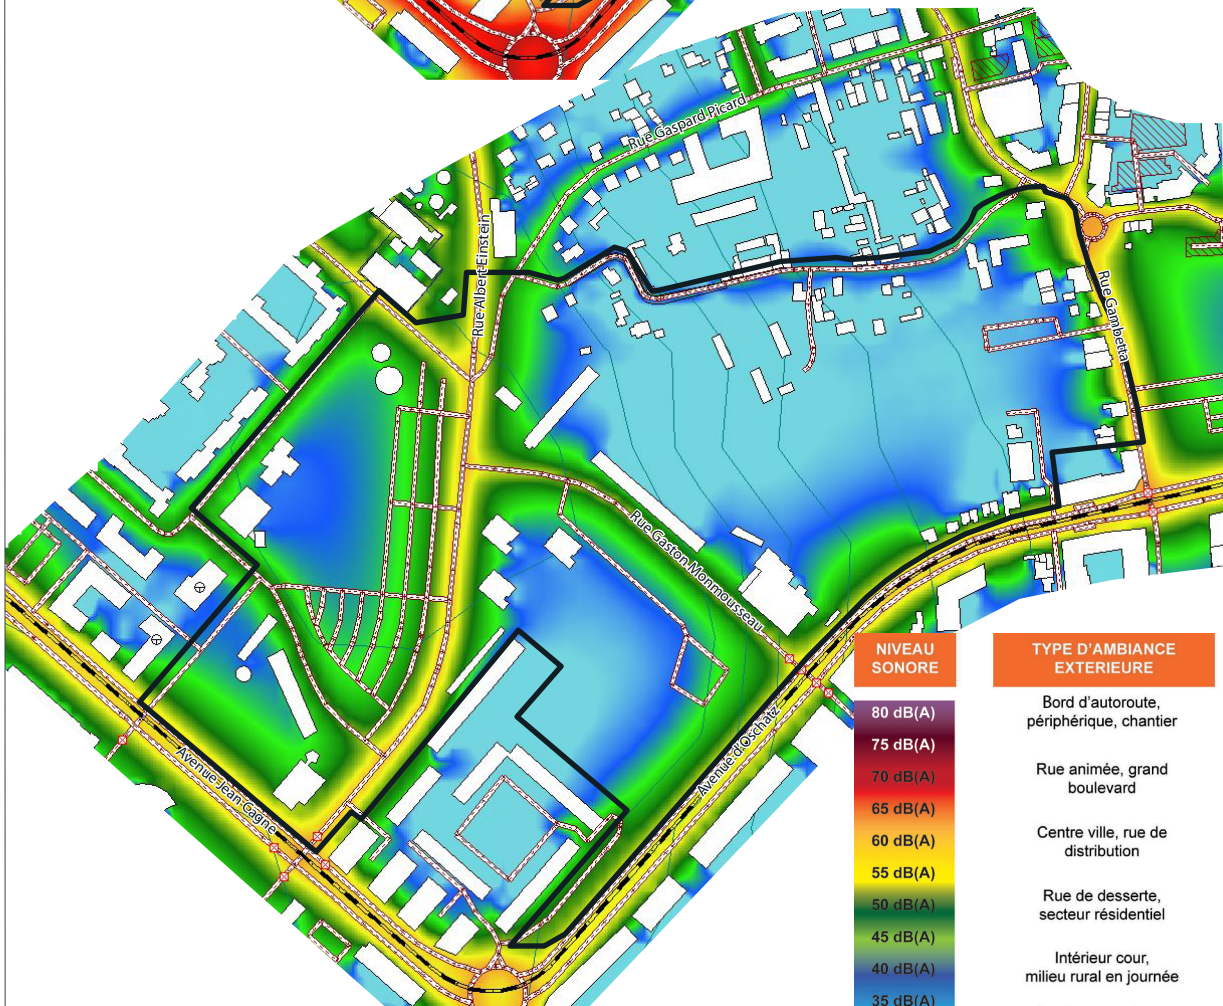 Rue Gaspard Picard
Rue Albert Einstein
Rue Gambetta
Rue Gaston Monmousseau
Avenue d'Oschatz
Avenue Jean Cagne
NIVEAU
SONORE
80 dB(A)
75 dB(A)
70 dB(A)
65 dB(A)
60 dB(A)
55 dB(A)
50 dB(A)
45 dB(A)
40 dB(A)
35 dB(A)
TYPE D'AMBIANCE
EXTERIEURE
Bord d'autoroute,
périphérique, chantier
Rue animée, grand
boulevard
Centre ville, rue de
distribution
Rue de desserte,
secteur résidentiel
Intérieur cour,
milieu rural en journée